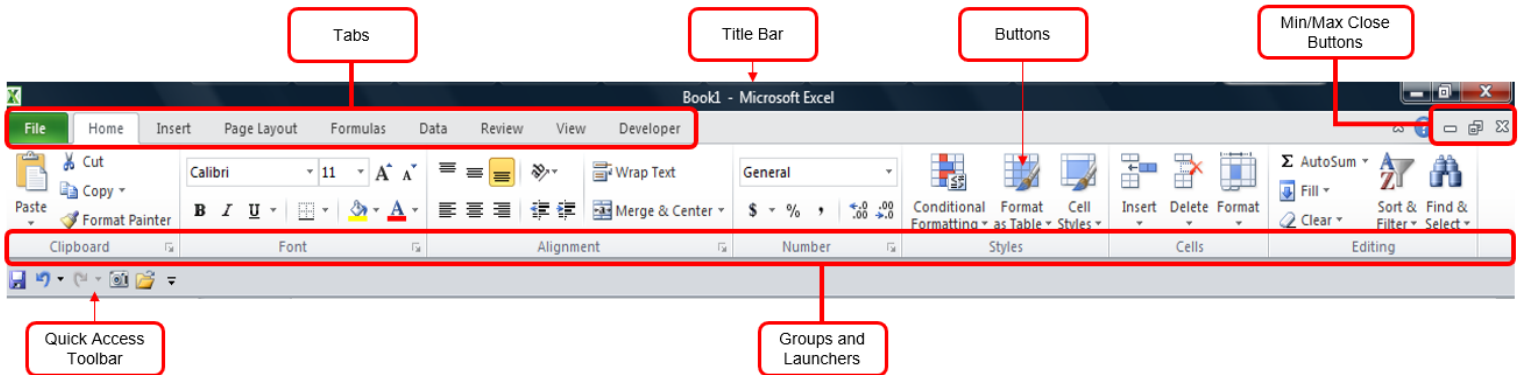 Tabs
Title Bar
Buttons
Min/Max Close
Buttons
Book1 - Microsoft Excel
File Home Insert Page Layout Formulas Data Review View Developer
Cut
Copy
Format Painter
Paste
Calibri 11
B I U
Wrap Text
Merge & Center
General
$ % ,
Conditional
Formatting
Format
as Table
Cell
Styles
Insert Delete Format
Σ AutoSum
Fill
Clear
Sort &
Filter
Find &
Select
Clipboard Font Alignment Number Styles Cells Editing
Quick Access
Toolbar
Groups and
Launchers